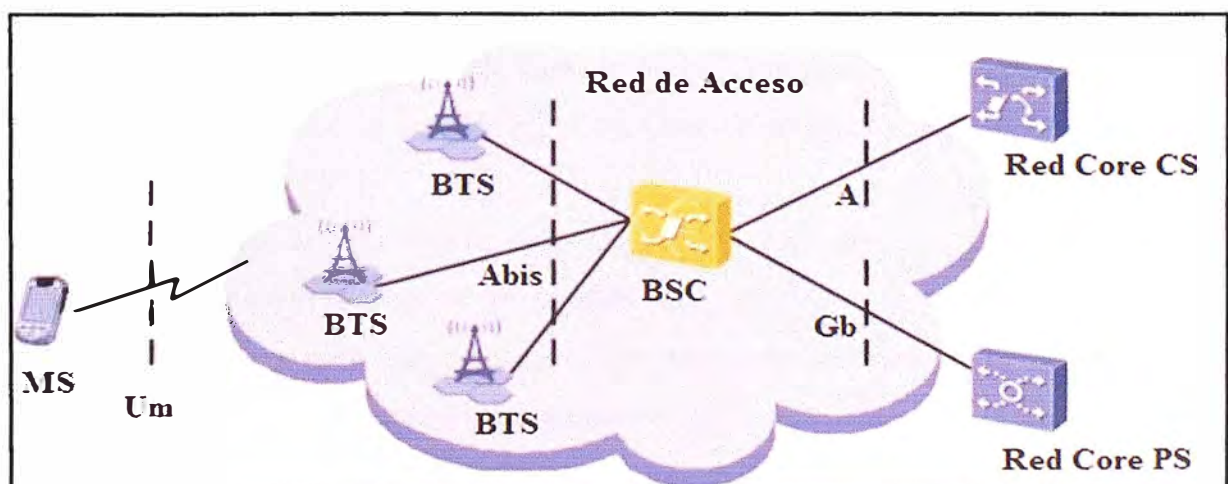 Red de Acceso
BTS
Red Core CS
A
BTS
Abis
BSC
Gb
MS
Um
BTS
Red Core PS